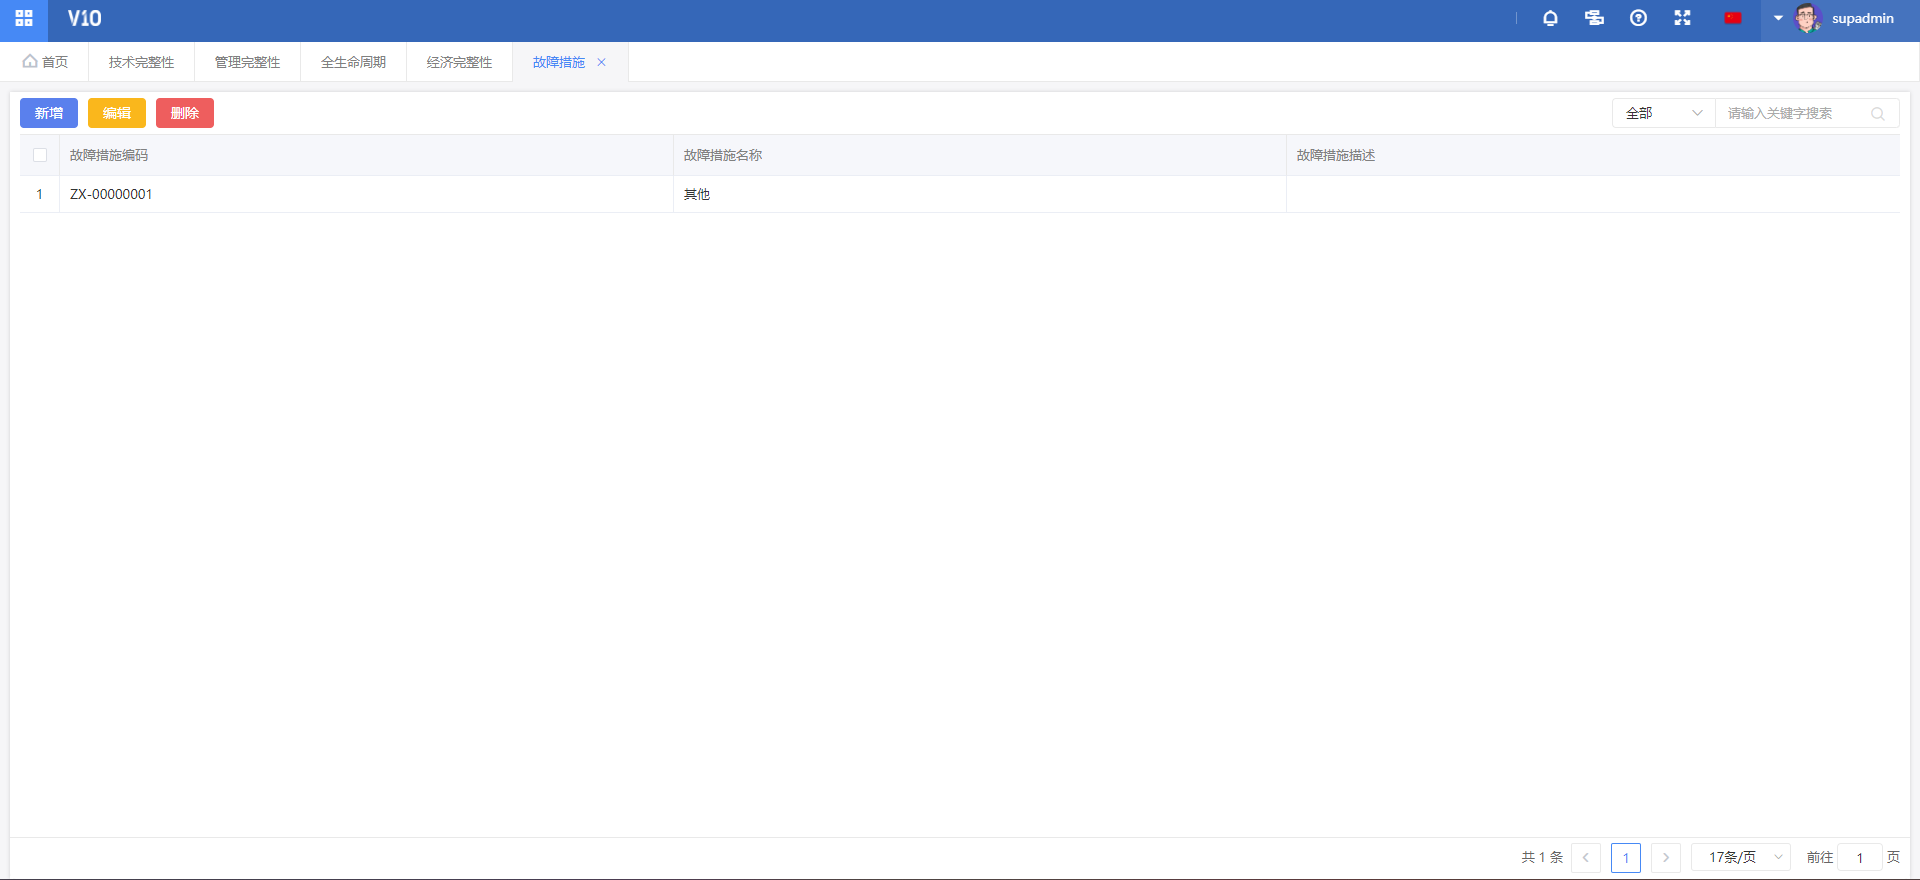 V10
supadmin
首页 技术完整性 管理完整性 全生命周期 经济完整性 故障措施
新增 编辑 删除 全部 请输入关键字搜索
故障措施编码 故障措施名称 故障措施描述
1 ZX-00000001 其他
共 1 条 1 17条/页 前往 1 页